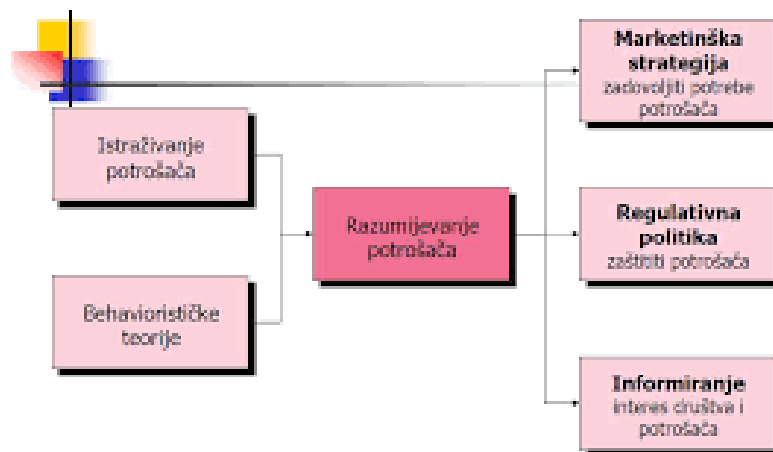 Istraživanje
potrošača
Behaviorističke
teorije
Razumijevanje
potrošača
Marketinška
strategija
zadovoljiti potrebe
potrošača
Regulativna
politika
zaštititi potrošača
Informiranje
interes društva i
potrošača